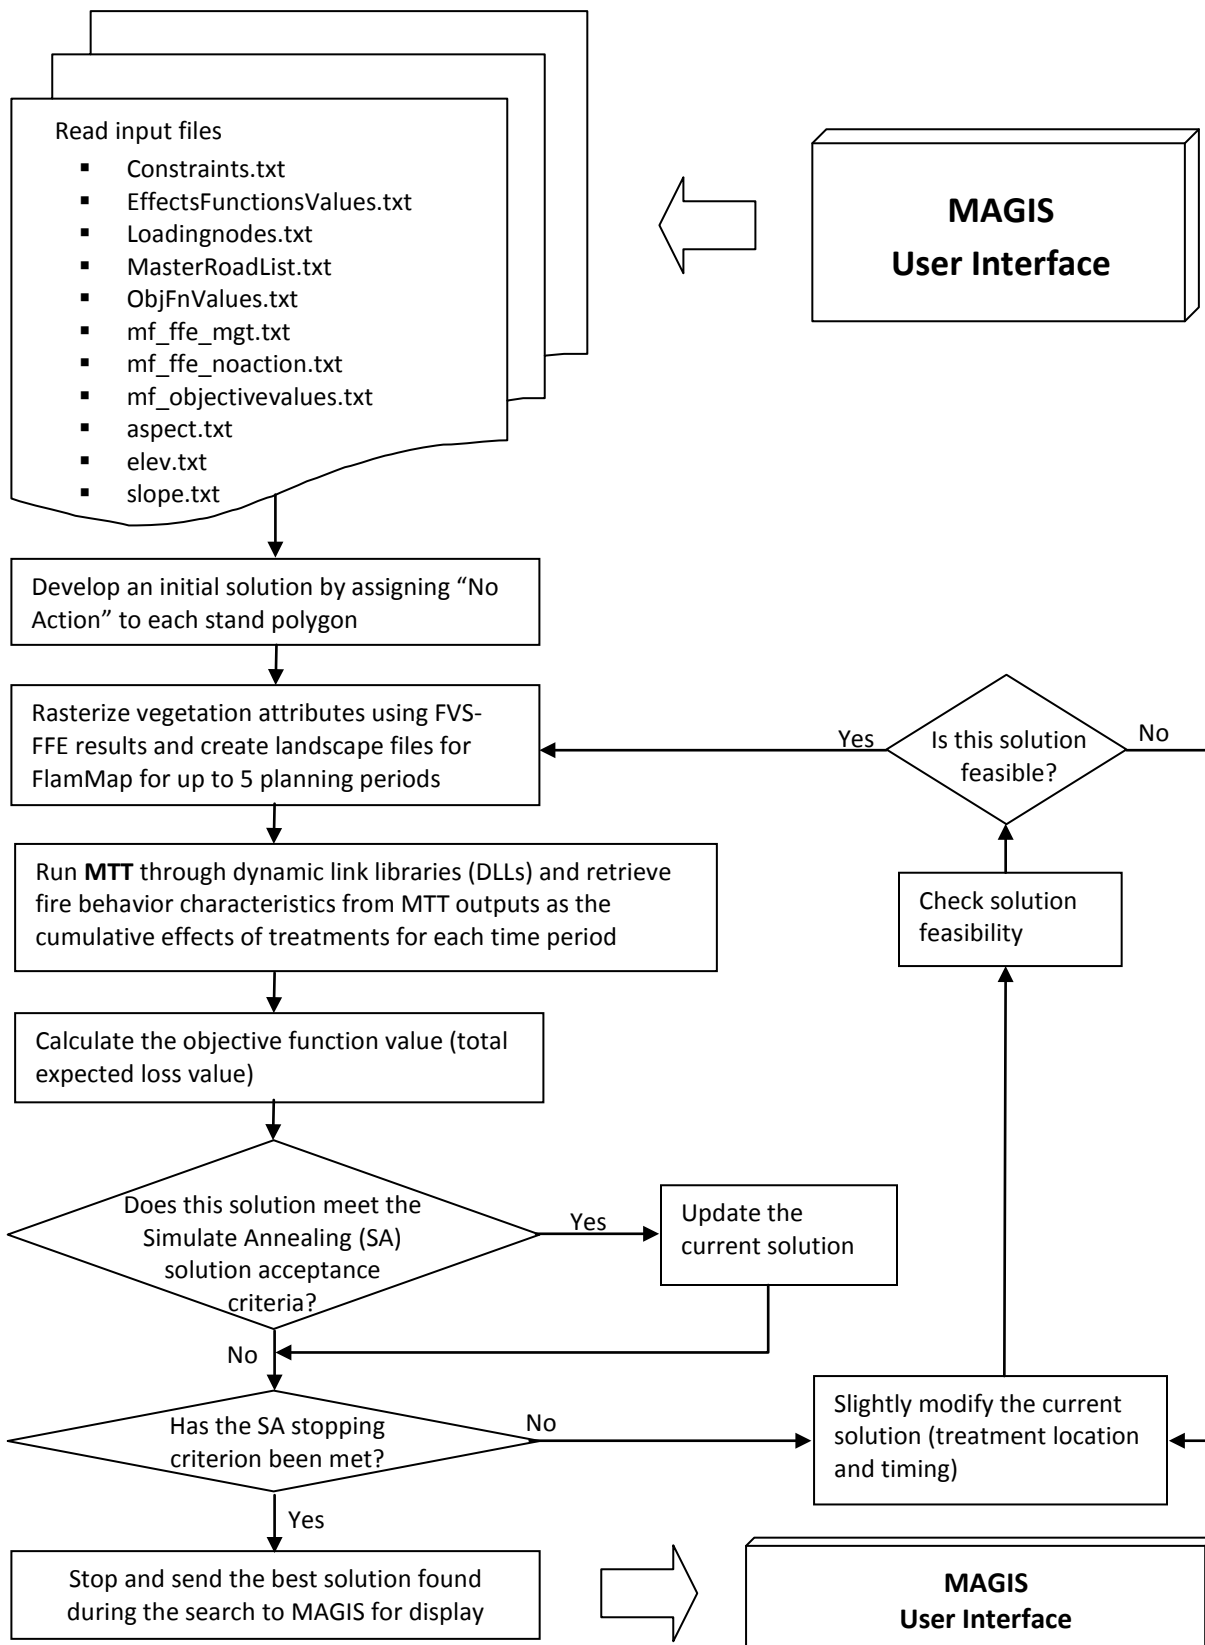 Read input files
▪ Constraints.txt
▪ EffectsFunctionsValues.txt
▪ Loadingnodes.txt
▪ MasterRoadList.txt
▪ ObjFnValues.txt
▪ mf_ffe_mgt.txt
▪ mf_ffe_noaction.txt
▪ mf_objectivevalues.txt
▪ aspect.txt
▪ elev.txt
▪ slope.txt
MAGIS
User Interface
Develop an initial solution by assigning “No
Action” to each stand polygon
Rasterize vegetation attributes using FVS-
FFE results and create landscape files for
FlamMap for up to 5 planning periods
Yes
Is this solution
feasible?
No
Run MTT through dynamic link libraries (DLLs) and retrieve
fire behavior characteristics from MTT outputs as the
cumulative effects of treatments for each time period
Check solution
feasibility
Calculate the objective function value (total
expected loss value)
Does this solution meet the
Simulate Annealing (SA)
solution acceptance
criteria?
Yes
Update the
current solution
No
Has the SA stopping
criterion been met?
No
Slightly modify the current
solution (treatment location
and timing)
Yes
Stop and send the best solution found
during the search to MAGIS for display
MAGIS
User Interface